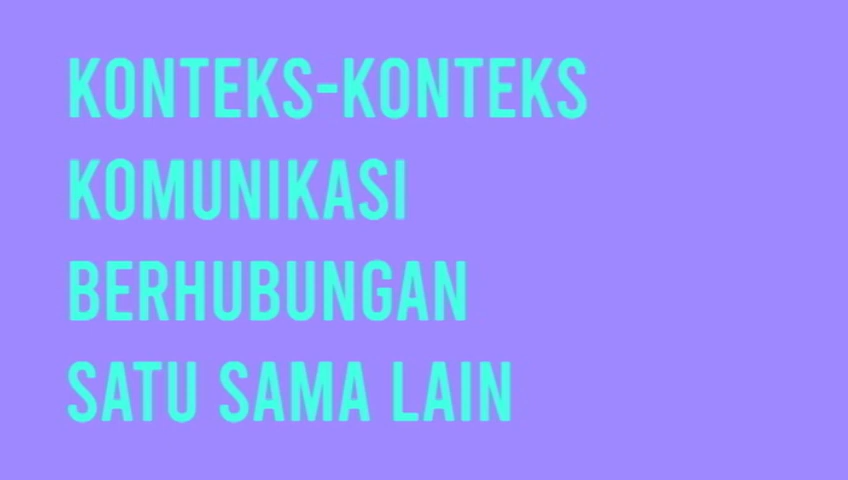 KONTEKS-KONTEKS
KOMUNIKASI
BERHUBUNGAN
SATU SAMA LAIN